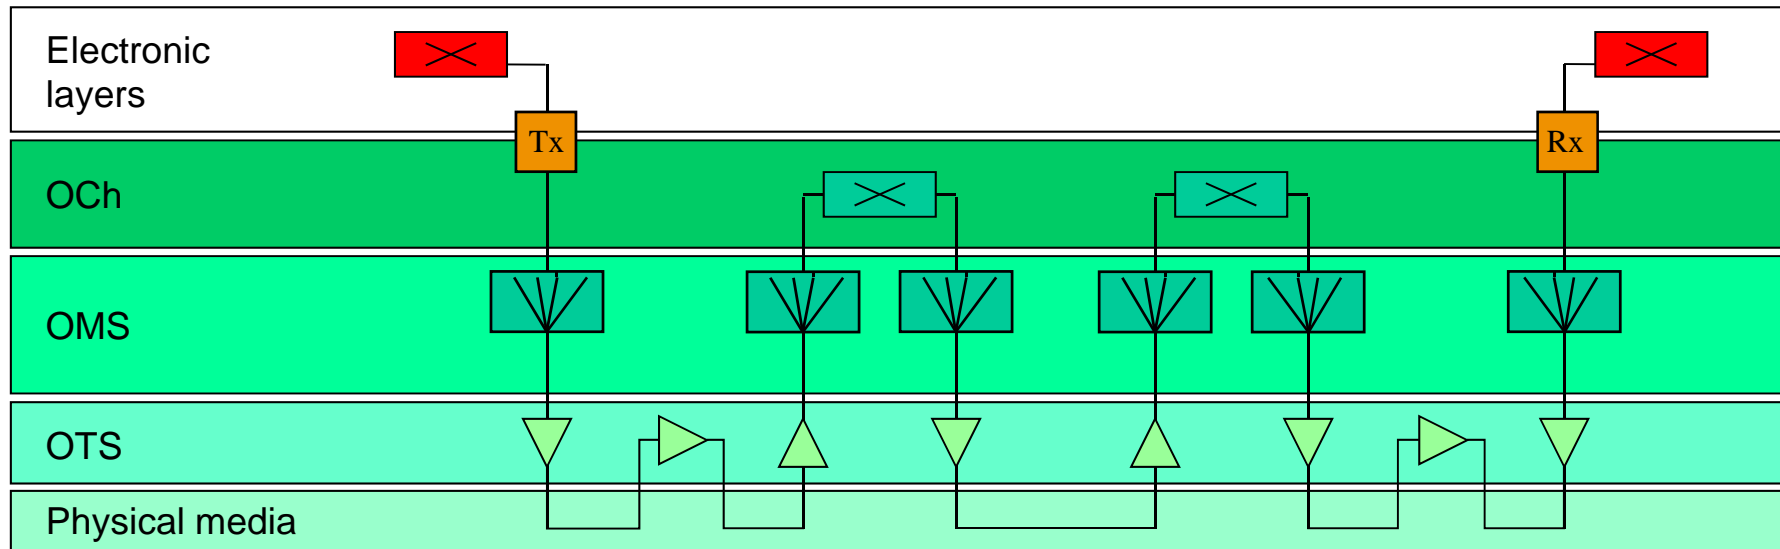 Electronic
layers
Tx
Rx
OCh
OMS
OTS
Physical media